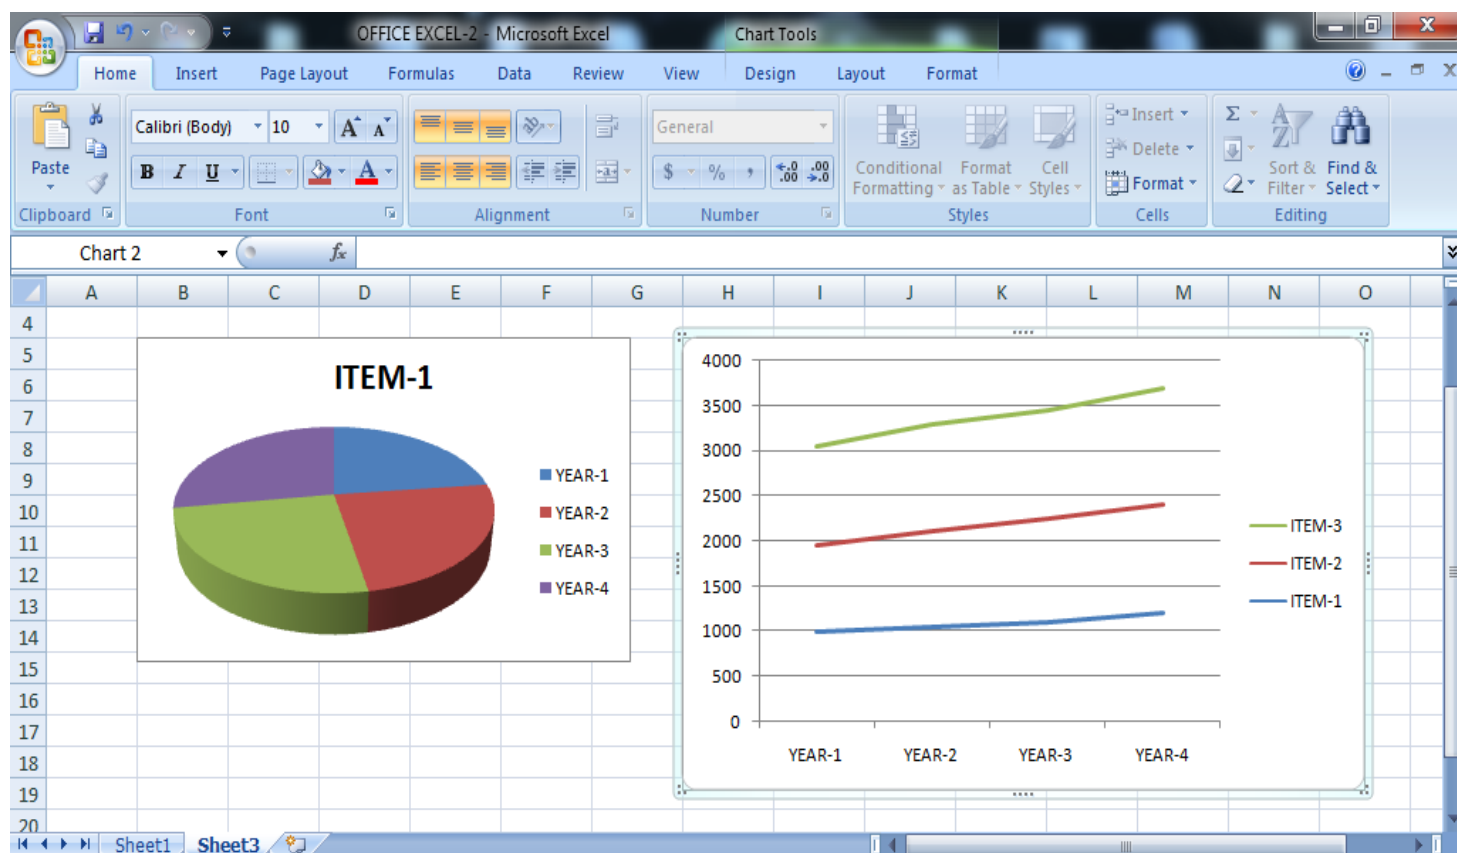 OFFICE EXCEL-2 - Microsoft Excel
Chart Tools
Home Insert Page Layout Formulas Data Review View Design Layout Format
Paste
Clipboard
Calibri (Body) 10 A A
B I U A
Font
Alignment
General
$ % , .0 .00 .00 .0
Number
Conditional Formatting
Format as Table
Cell Styles
Styles
Insert
Delete
Format
Cells
Σ
Sort & Filter
Find & Select
Editing
Chart 2 fx
A B C D E F G H I J K L M N O
4
5
6
7
8
9
10
11
12
13
14
15
16
17
18
19
20
ITEM-1
YEAR-1
YEAR-2
YEAR-3
YEAR-4
4000
3500
3000
2500
2000
1500
1000
500
0
YEAR-1 YEAR-2 YEAR-3 YEAR-4
ITEM-3
ITEM-2
ITEM-1
Sheet1 Sheet3